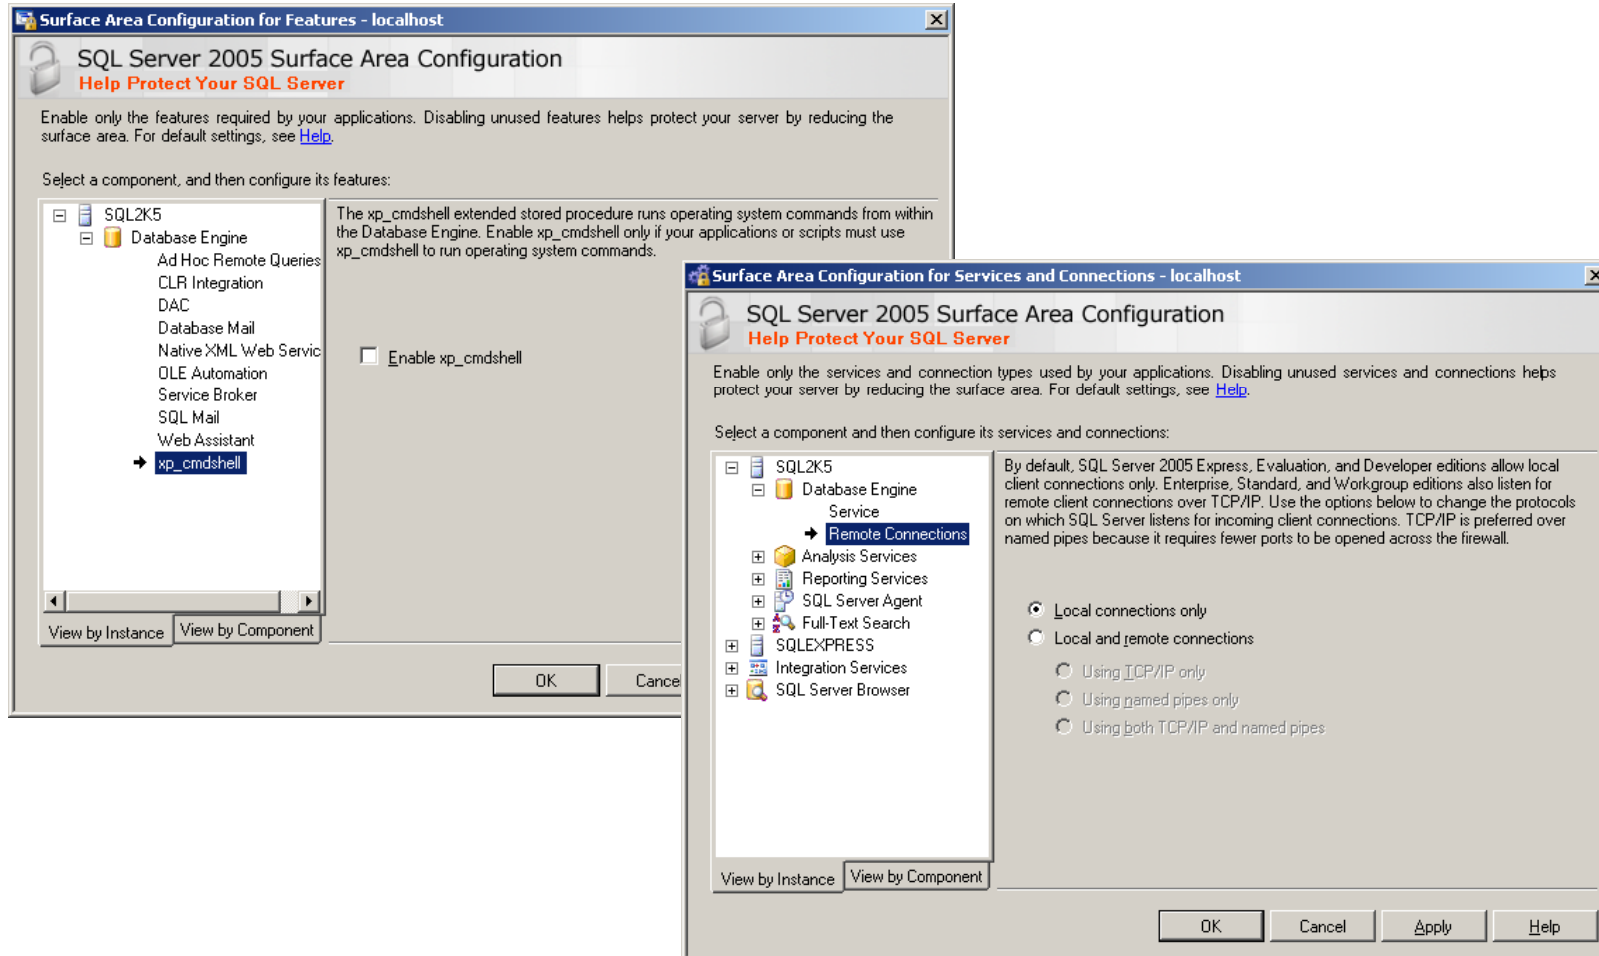 Surface Area Configuration for Features - localhost
SQL Server 2005 Surface Area Configuration
Help Protect Your SQL Server
Enable only the features required by your applications. Disabling unused features helps protect your server by reducing the
surface area. For default settings, see Help.
Select a component, and then configure its features:
SQL2K5
Database Engine
Ad Hoc Remote Queries
CLR Integration
DAC
Database Mail
Native XML Web Servic
OLE Automation
Service Broker
SQL Mail
Web Assistant
xp_cmdshell
View by Instance
View by Component
The xp_cmdshell extended stored procedure runs operating system commands from within
the Database Engine. Enable xp_cmdshell only if your applications or scripts must use
xp_cmdshell to run operating system commands.
Enable xp_cmdshell
OK
Cancel
Surface Area Configuration for Services and Connections - localhost
SQL Server 2005 Surface Area Configuration
Help Protect Your SQL Server
Enable only the services and connection types used by your applications. Disabling unused services and connections helps
protect your server by reducing the surface area. For default settings, see Help.
Select a component and then configure its services and connections:
SQL2K5
Database Engine
Service
Remote Connections
Analysis Services
Reporting Services
SQL Server Agent
Full-Text Search
SQLEXPRESS
Integration Services
SQL Server Browser
View by Instance
View by Component
By default, SQL Server 2005 Express, Evaluation, and Developer editions allow local
client connections only. Enterprise, Standard, and Workgroup editions also listen for
remote client connections over TCP/IP. Use the options below to change the protocols
on which SQL Server listens for incoming client connections. TCP/IP is preferred over
named pipes because it requires fewer ports to be opened across the firewall.
Local connections only
Local and remote connections
Using TCP/IP only
Using named pipes only
Using both TCP/IP and named pipes
OK
Cancel
Apply
Help